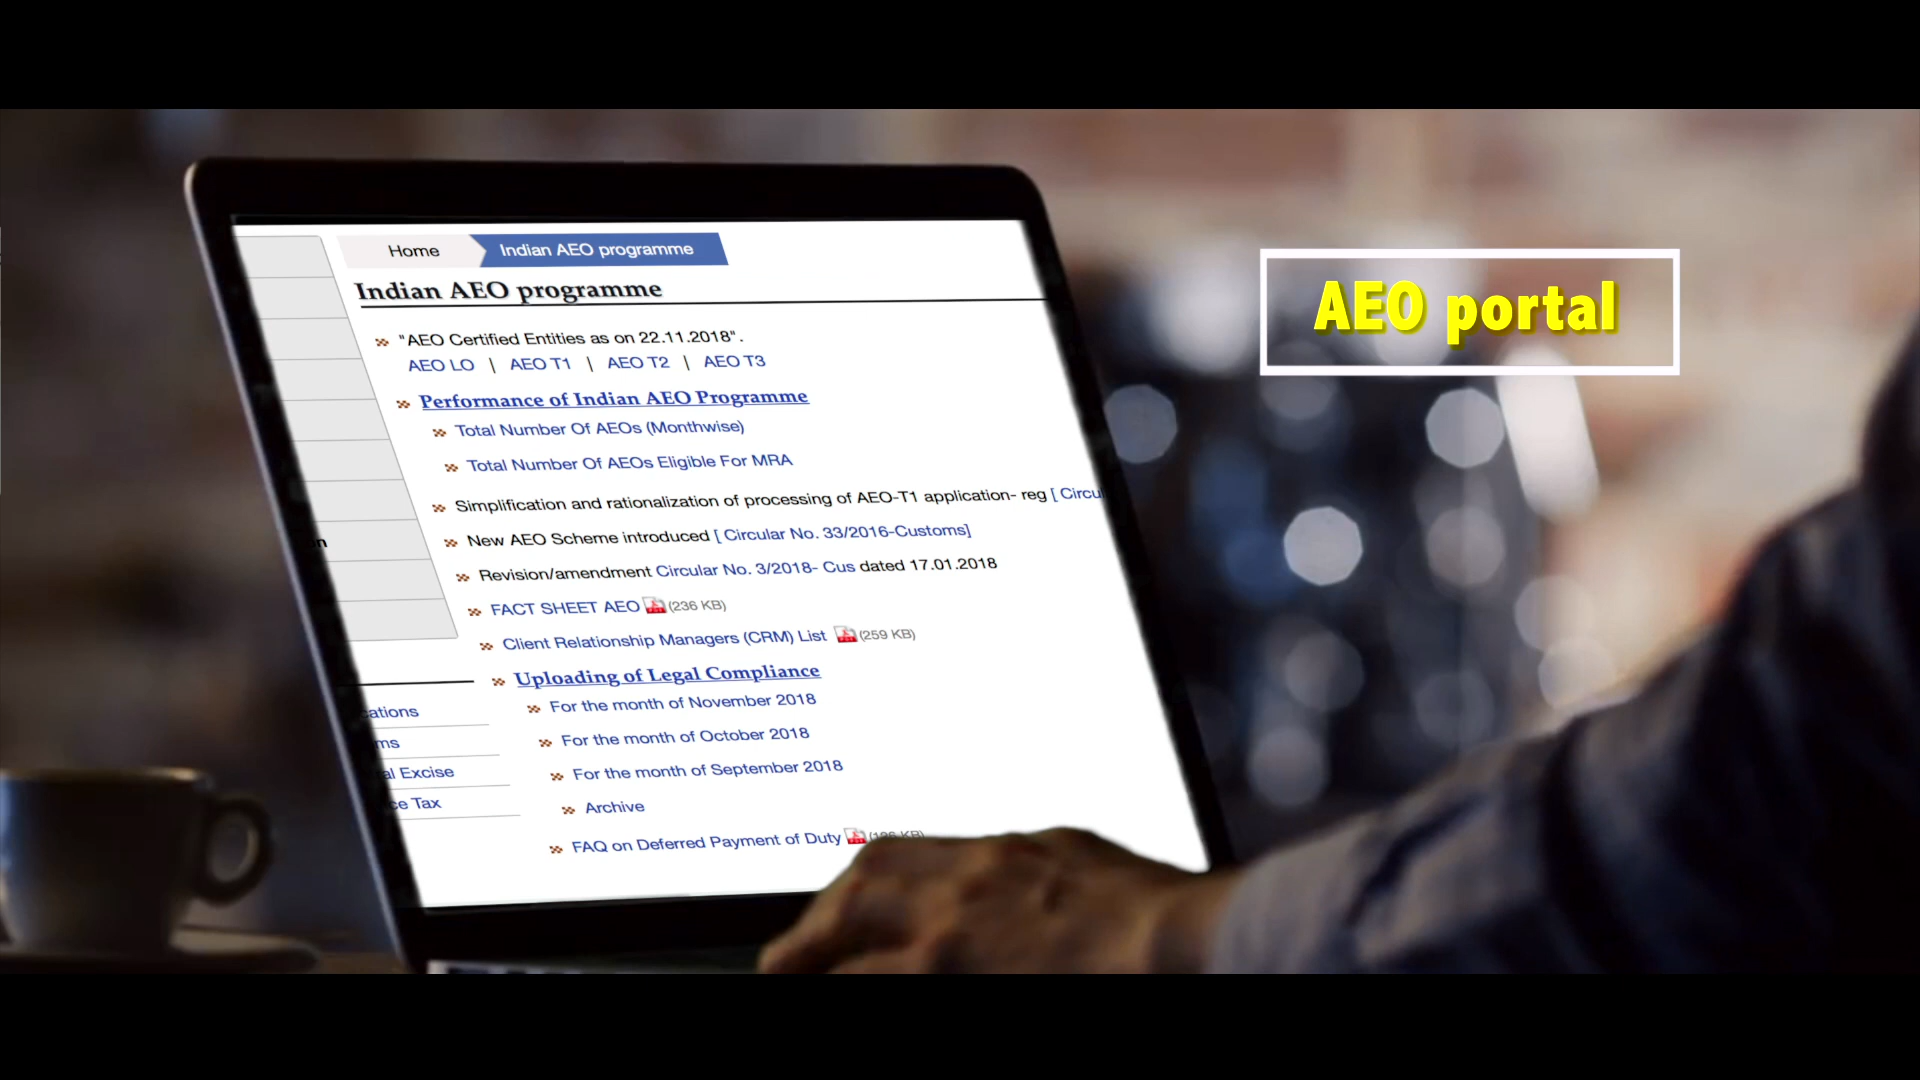 Home
Indian AEO programme
Indian AEO programme
"AEO Certified Entities as on 22.11.2018".
AEO LO | AEO T1 | AEO T2 | AEO T3
Performance of Indian AEO Programme
Total Number Of AEOs (Monthwise)
Total Number Of AEOs Eligible For MRA
Simplification and rationalization of processing of AEO-T1 application- reg [ Circu
New AEO Scheme introduced [ Circular No. 33/2016-Customs]
Revision/amendment Circular No. 3/2018- Cus dated 17.01.2018
FACT SHEET AEO (236 KB)
Client Relationship Managers (CRM) List (259 KB)
Uploading of Legal Compliance
For the month of November 2018
For the month of October 2018
For the month of September 2018
Archive
FAQ on Deferred Payment of Duty
Excise
Tax
AEO portal